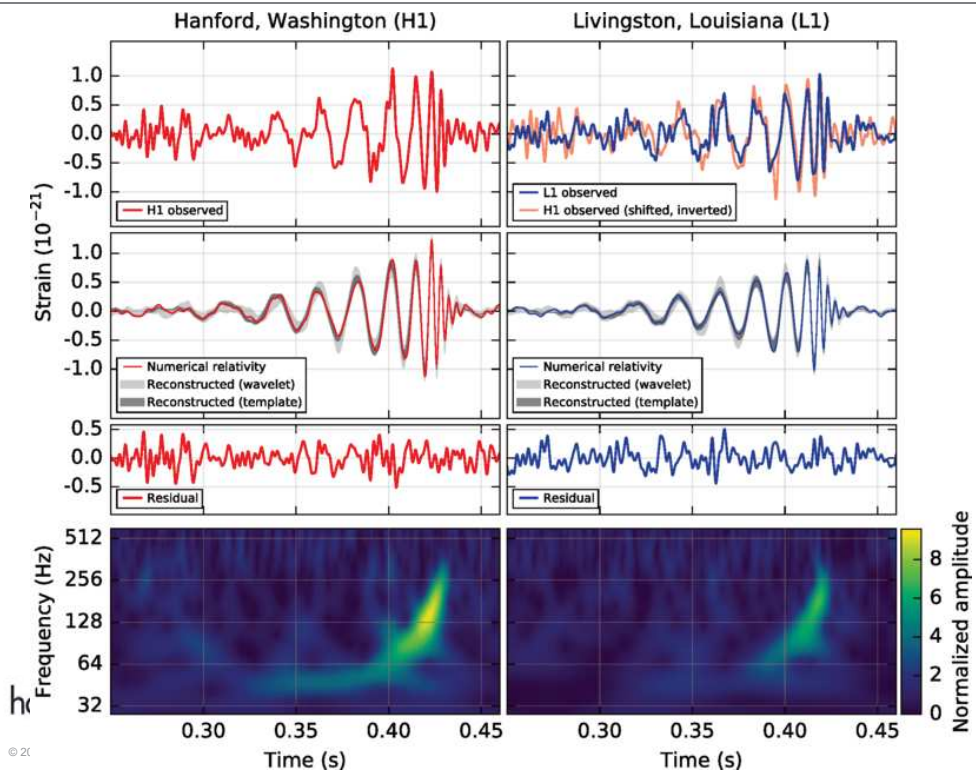 Hanford, Washington (H1)
Livingston, Louisiana (L1)
Strain (10⁻²¹)
1.0
0.5
0.0
-0.5
-1.0
H1 observed
L1 observed
H1 observed (shifted, inverted)
1.0
0.5
0.0
-0.5
-1.0
Numerical relativity
Reconstructed (wavelet)
Reconstructed (template)
Numerical relativity
Reconstructed (wavelet)
Reconstructed (template)
0.5
0.0
-0.5
Residual
Residual
Frequency (Hz)
512
256
128
64
32
Normalized amplitude
8
6
4
2
0
0.30
0.35
0.40
0.45
0.30
0.35
0.40
0.45
Time (s)
Time (s)
© 20